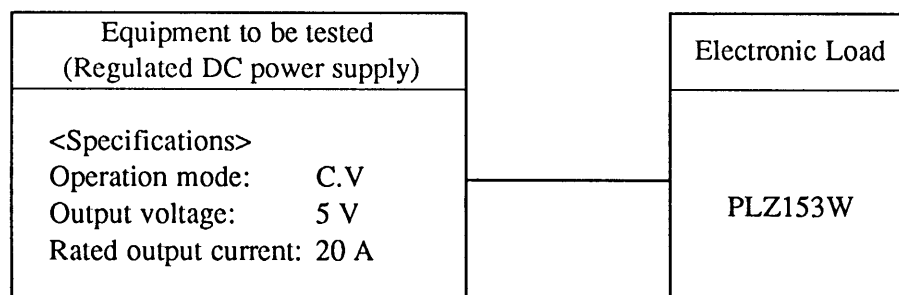 Equipment to be tested
(Regulated DC power supply)
<Specifications>
Operation mode: C.V
Output voltage: 5 V
Rated output current: 20 A
Electronic Load
PLZ153W